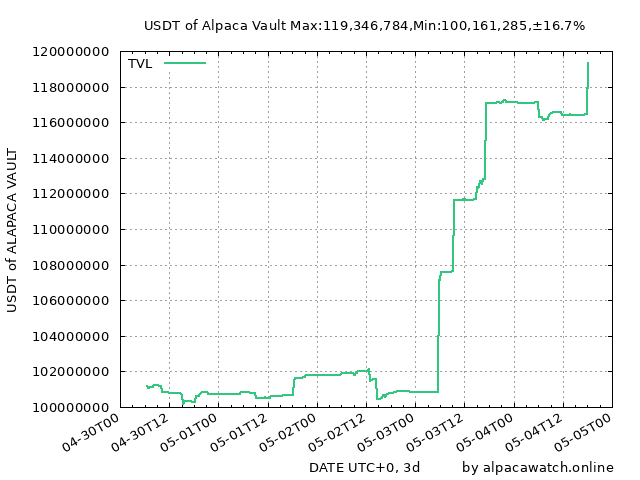 USDT of Alpaca Vault Max:119,346,784,Min:100,161,285,±16.7%
TVL
120000000
118000000
116000000
114000000
112000000
110000000
108000000
106000000
104000000
102000000
100000000
USDT of ALAPACA VAULT
04-30T00
04-30T12
05-01T00
05-01T12
05-02T00
05-02T12
05-03T00
05-03T12
05-04T00
05-04T12
05-05T00
DATE UTC+0, 3d
by alpacawatch.online